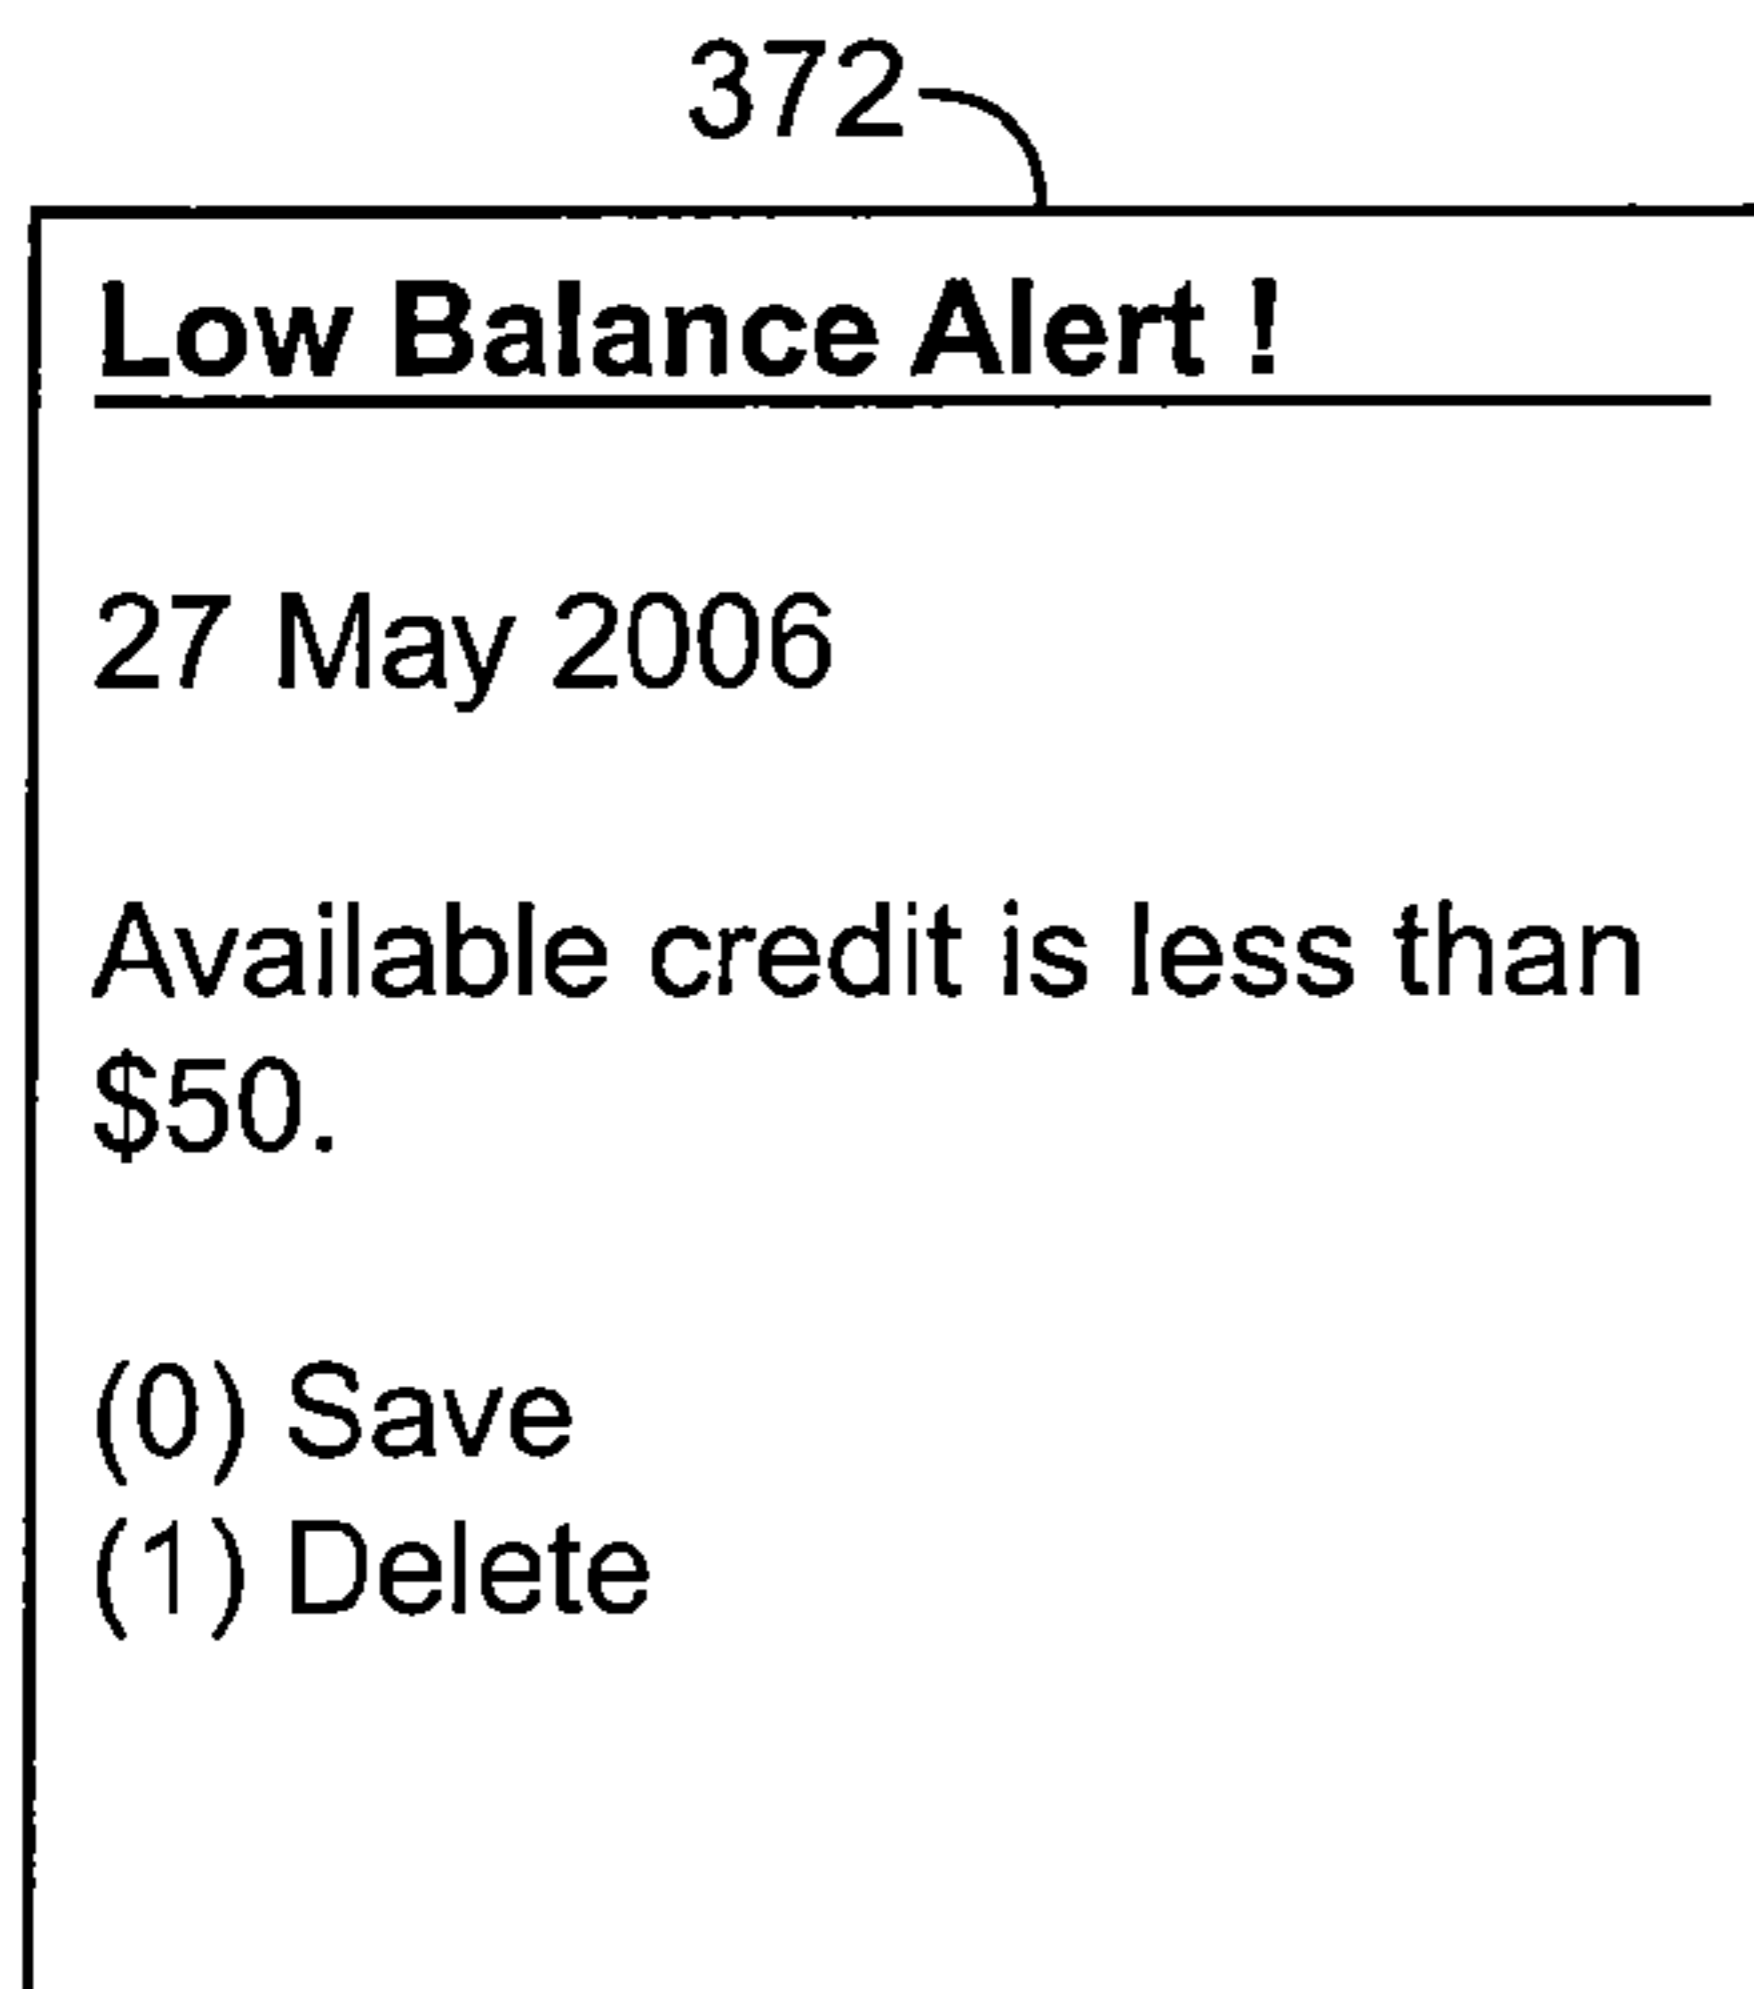 372
Low Balance Alert !
27 May 2006
Available credit is less than
$50.
(0) Save
(1) Delete